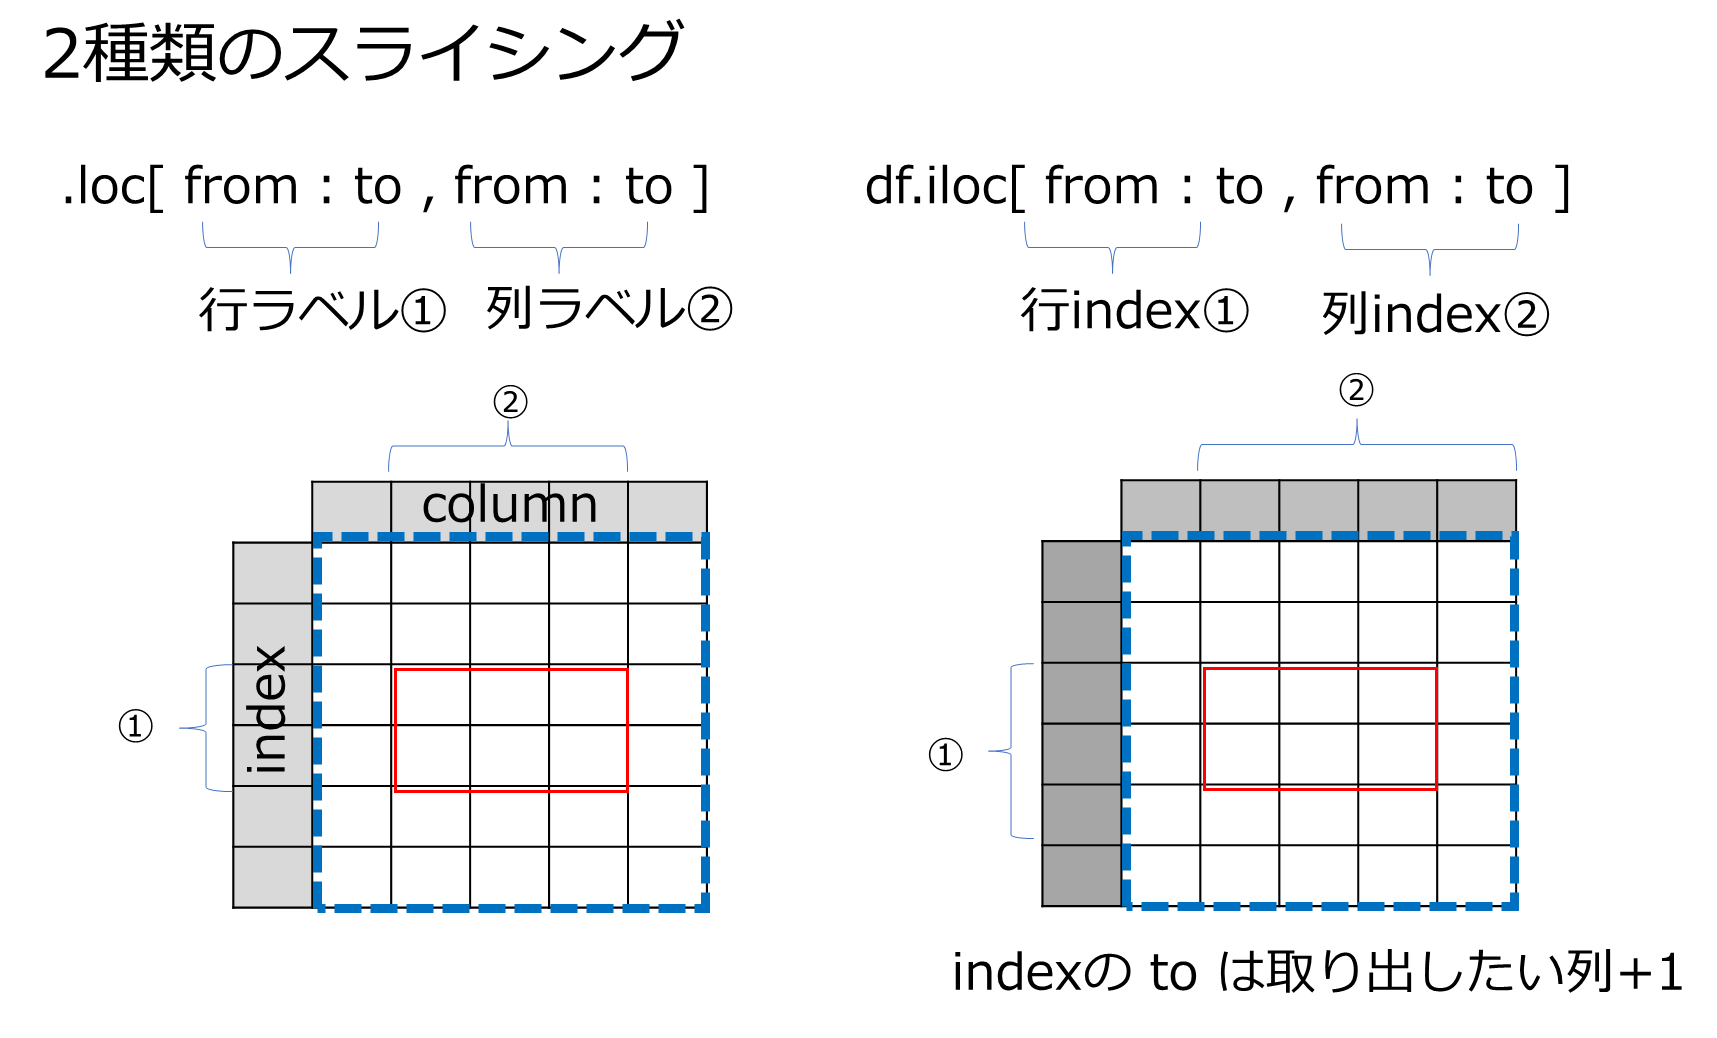 2種類のスライシング
.loc[ from : to , from : to ]
行ラベル①
列ラベル②
②
column
index
①
df.iloc[ from : to , from : to ]
行index①
列index②
②
①
indexの to は取り出したい列+1